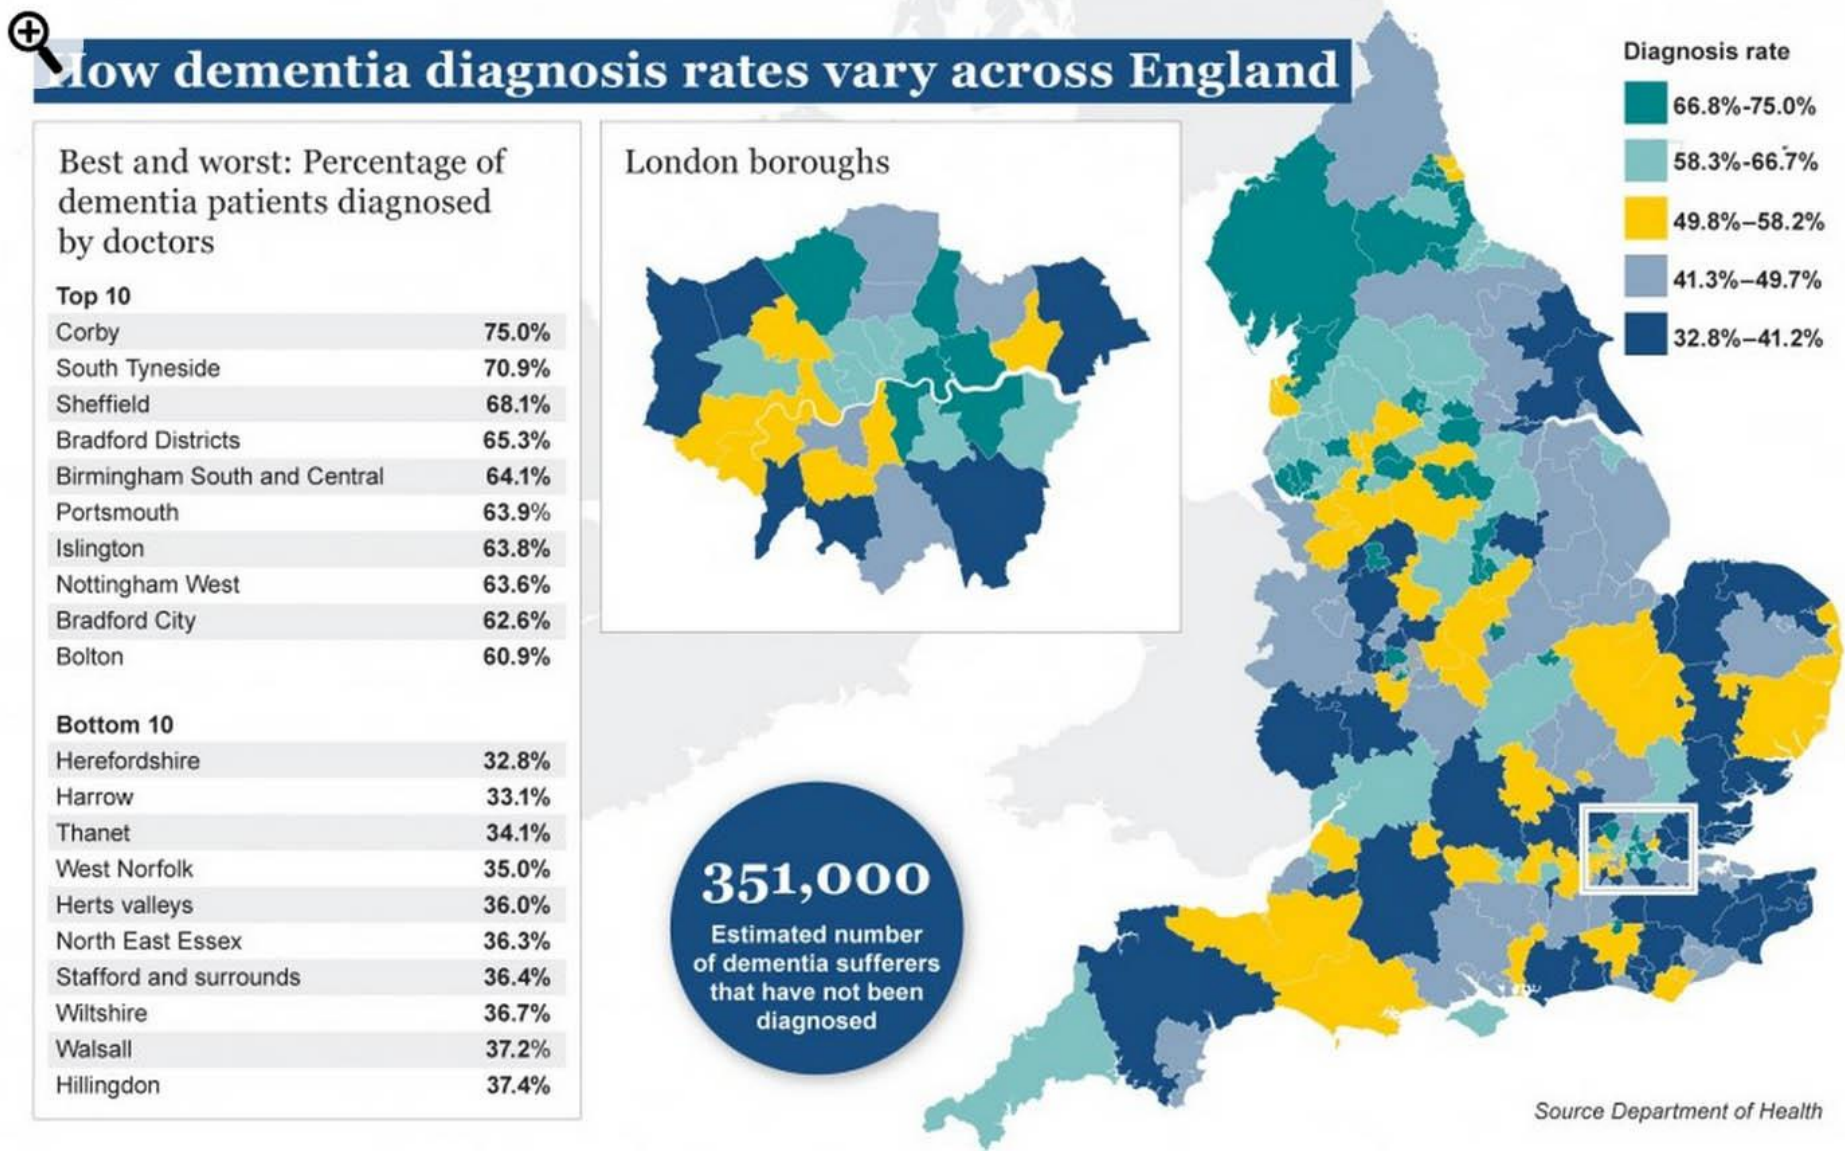 How dementia diagnosis rates vary across England
Best and worst: Percentage of
dementia patients diagnosed
by doctors
Top 10
Corby 75.0%
South Tyneside 70.9%
Sheffield 68.1%
Bradford Districts 65.3%
Birmingham South and Central 64.1%
Portsmouth 63.9%
Islington 63.8%
Nottingham West 63.6%
Bradford City 62.6%
Bolton 60.9%
Bottom 10
Herefordshire 32.8%
Harrow 33.1%
Thanet 34.1%
West Norfolk 35.0%
Herts valleys 36.0%
North East Essex 36.3%
Stafford and surrounds 36.4%
Wiltshire 36.7%
Walsall 37.2%
Hillingdon 37.4%
London boroughs
351,000
Estimated number
of dementia sufferers
that have not been
diagnosed
Diagnosis rate
66.8%-75.0%
58.3%-66.7%
49.8%–58.2%
41.3%–49.7%
32.8%–41.2%
Source Department of Health